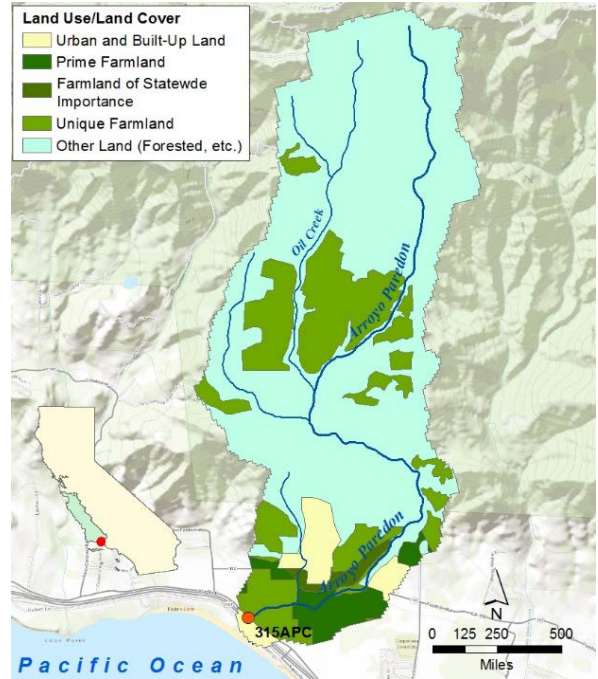 Land Use/Land Cover
Urban and Built-Up Land
Prime Farmland
Farmland of Statewde
Importance
Unique Farmland
Other Land (Forested, etc.)
Oil Creek
Arroyo Paredon
Arroyo Paredon
315APC
N
0 125 250 500
Miles
Pacific Ocean